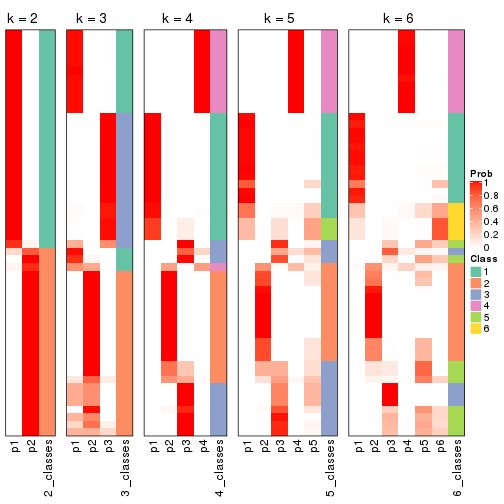 k = 2
k = 3
k = 4
k = 5
k = 6
p1
p2
2_classes
p1
p2
p3
3_classes
p1
p2
p3
p4
4_classes
p1
p2
p3
p4
p5
5_classes
p1
p2
p3
p4
p5
p6
6_classes
Prob
1
0.8
0.6
0.4
0.2
0
Class
1
2
3
4
5
6